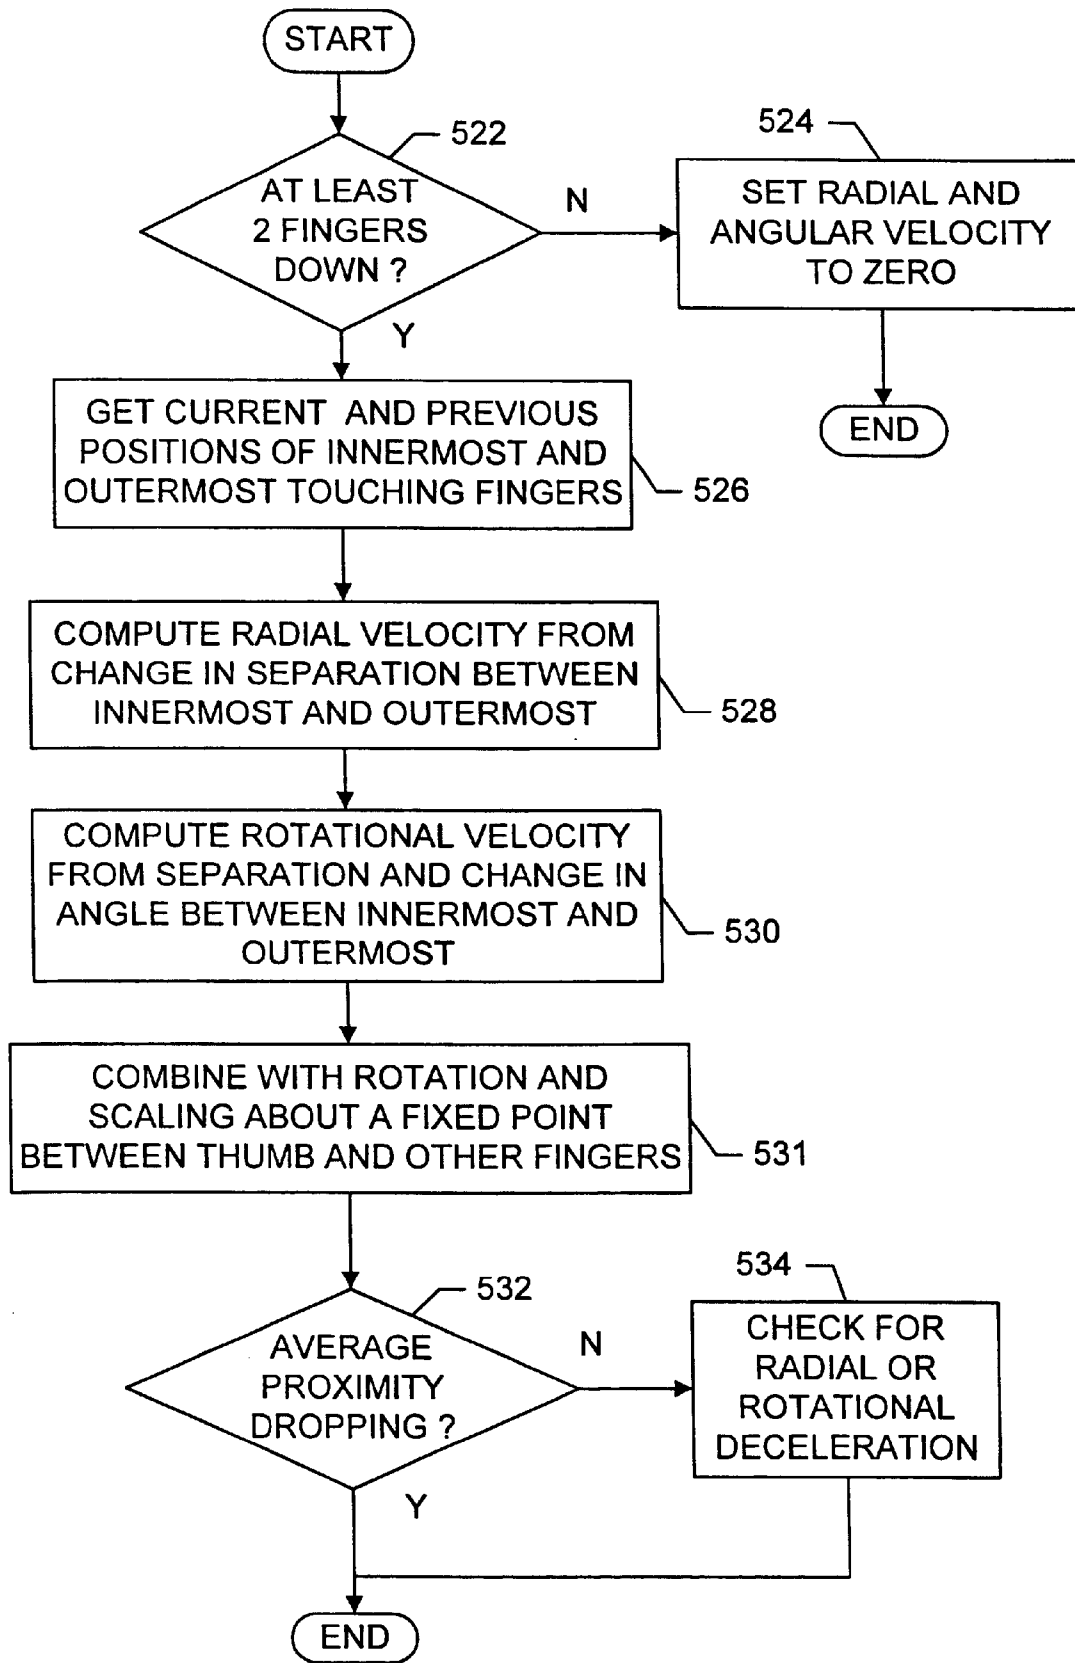 START
522
AT LEAST
2 FINGERS
DOWN ?
N
Y
524
SET RADIAL AND
ANGULAR VELOCITY
TO ZERO
END
GET CURRENT AND PREVIOUS
POSITIONS OF INNERMOST AND
OUTERMOST TOUCHING FINGERS
526
COMPUTE RADIAL VELOCITY FROM
CHANGE IN SEPARATION BETWEEN
INNERMOST AND OUTERMOST
528
COMPUTE ROTATIONAL VELOCITY
FROM SEPARATION AND CHANGE IN
ANGLE BETWEEN INNERMOST AND
OUTERMOST
530
COMBINE WITH ROTATION AND
SCALING ABOUT A FIXED POINT
BETWEEN THUMB AND OTHER FINGERS
531
532
AVERAGE
PROXIMITY
DROPPING ?
N
Y
534
CHECK FOR
RADIAL OR
ROTATIONAL
DECELERATION
END